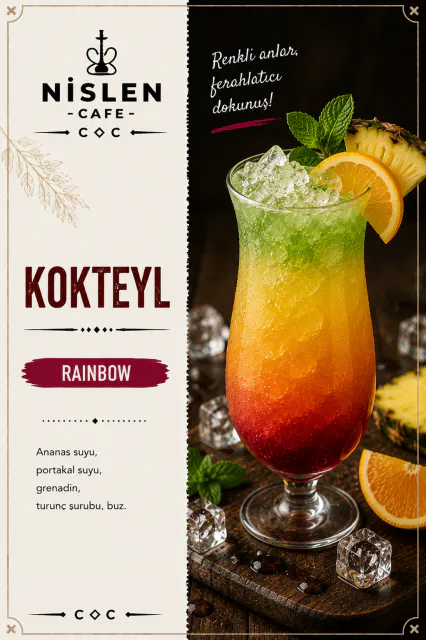 NİSLEN
-CAFE-
C◇C
Renkli anlar,
ferahlatıcı
dokunuş!
KOKTEYL
RAINBOW
Ananas suyu,
portakal suyu,
grenadin,
turunç şurubu, buz.
C◇C